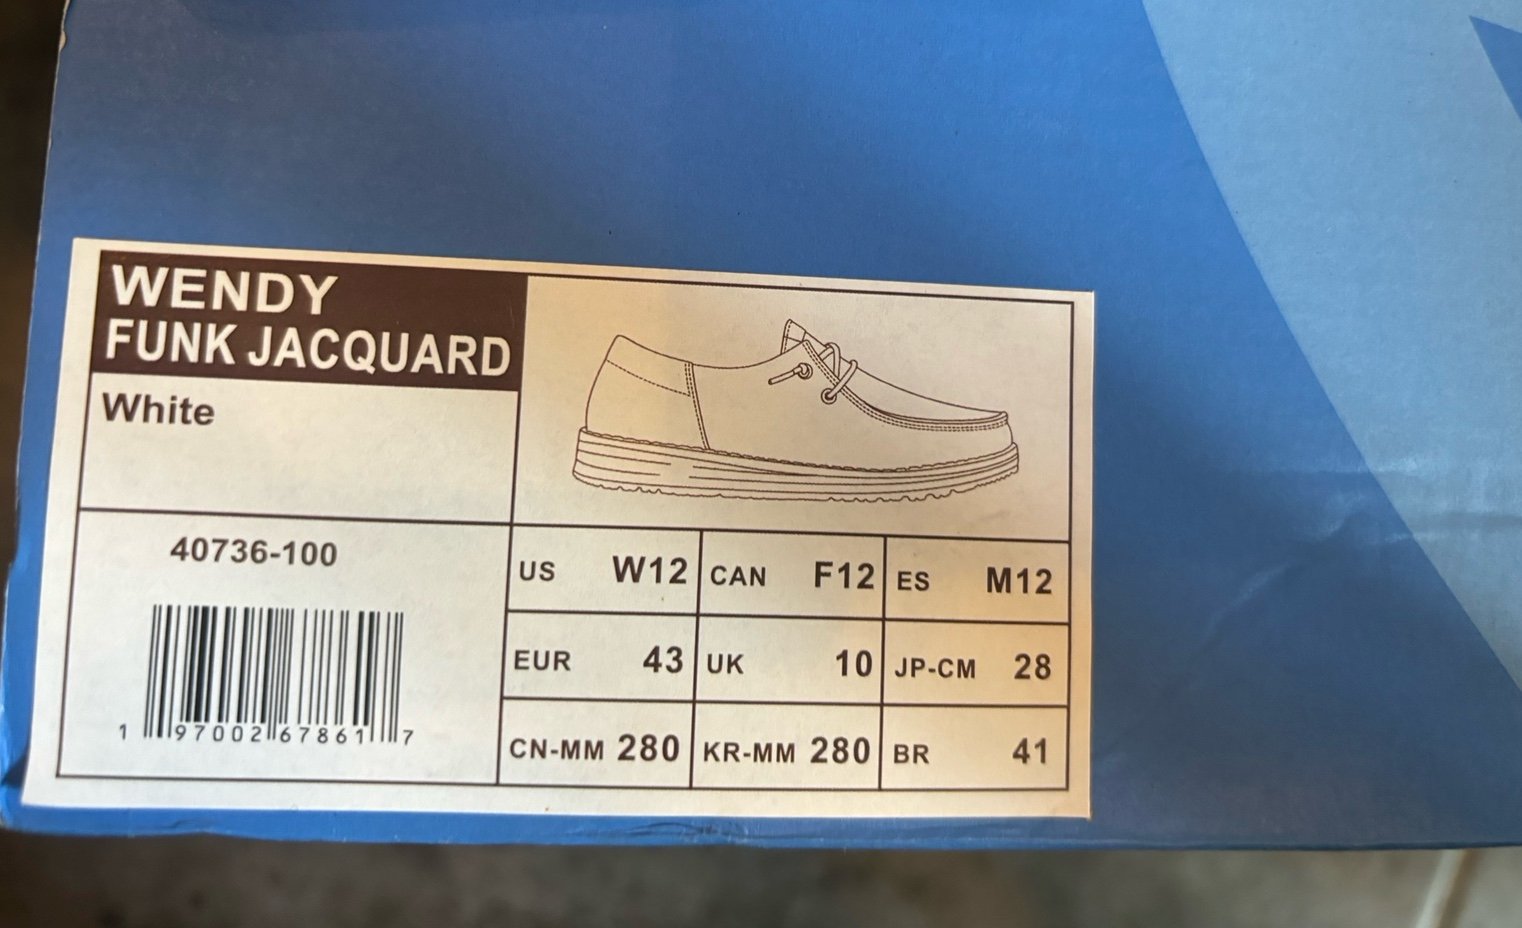 WENDY
FUNK JACQUARD
White
40736-100
1 97002 67861 7
US W12 CAN F12 ES M12
EUR 43 UK 10 JP-CM 28
CN-MM 280 KR-MM 280 BR 41